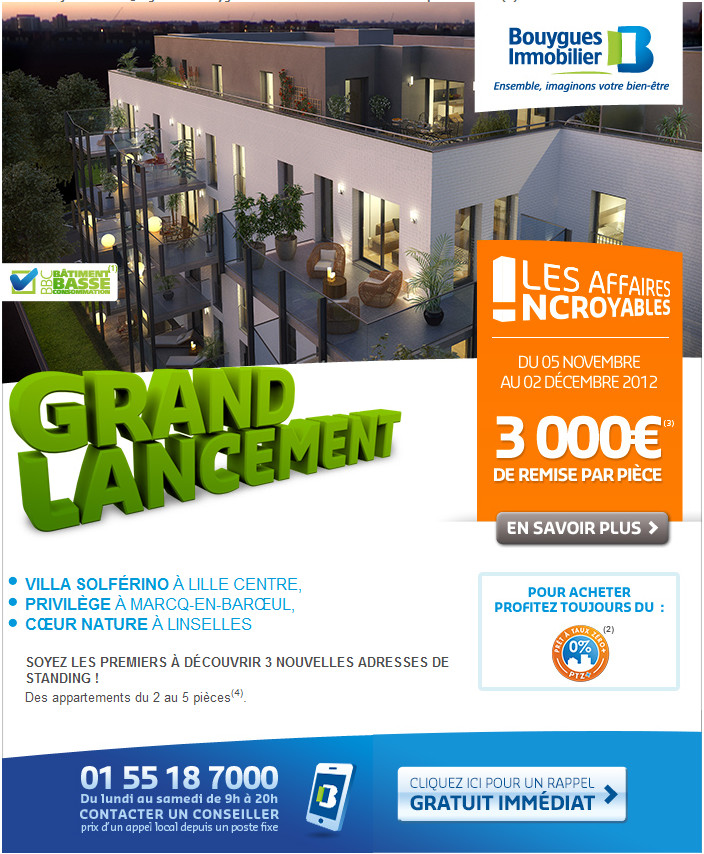 Bouygues
Immobilier
Ensemble, imaginons votre bien-être
BBC
BÂTIMENT(1)
BASSE
CONSOMMATION
LES AFFAIRES
!NCROYABLES
DU 05 NOVEMBRE
AU 02 DÉCEMBRE 2012
3 000€(3)
DE REMISE PAR PIÈCE
EN SAVOIR PLUS
GRAND
LANCEMENT
• VILLA SOLFÉRINO À LILLE CENTRE,
• PRIVILÈGE À MARCQ-EN-BARŒUL,
• CŒUR NATURE À LINSELLES
SOYEZ LES PREMIERS À DÉCOUVRIR 3 NOUVELLES ADRESSES DE
STANDING !
Des appartements du 2 au 5 pièces(4).
POUR ACHETER
PROFITEZ TOUJOURS DU :
PRÊT À TAUX ZÉRO+
0%
PTZ+
(2)
01 55 18 7000
Du lundi au samedi de 9h à 20h
CONTACTER UN CONSEILLER
prix d'un appel local depuis un poste fixe
CLIQUEZ ICI POUR UN RAPPEL
GRATUIT IMMÉDIAT